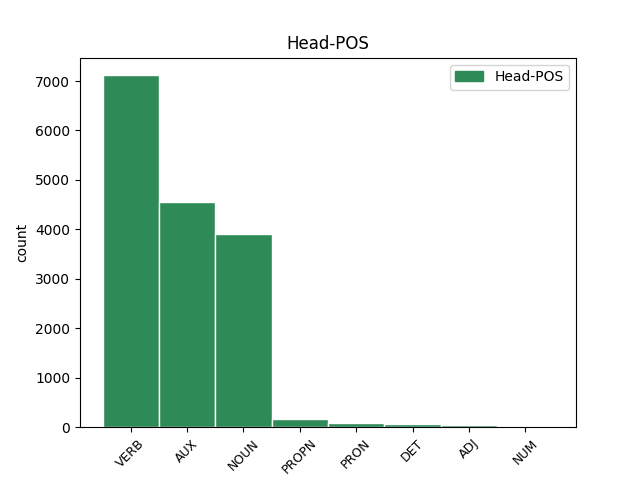 Head-POS
Head-POS
7000
6000
5000
4000
3000
2000
1000
0
count
VERB
AUX
NOUN
PROPN
PRON
DET
ADJ
NUM